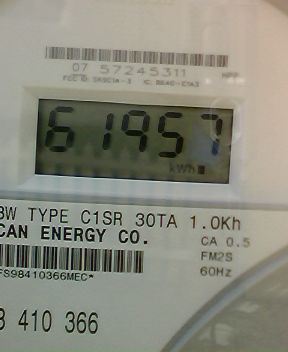 07 57245311
61957
kWh
3W TYPE C1SR 30TA 1.0Kh
CAN ENERGY CO.
CA 0.5
FM2S
60Hz
FS98410366MEC*
8 410 366